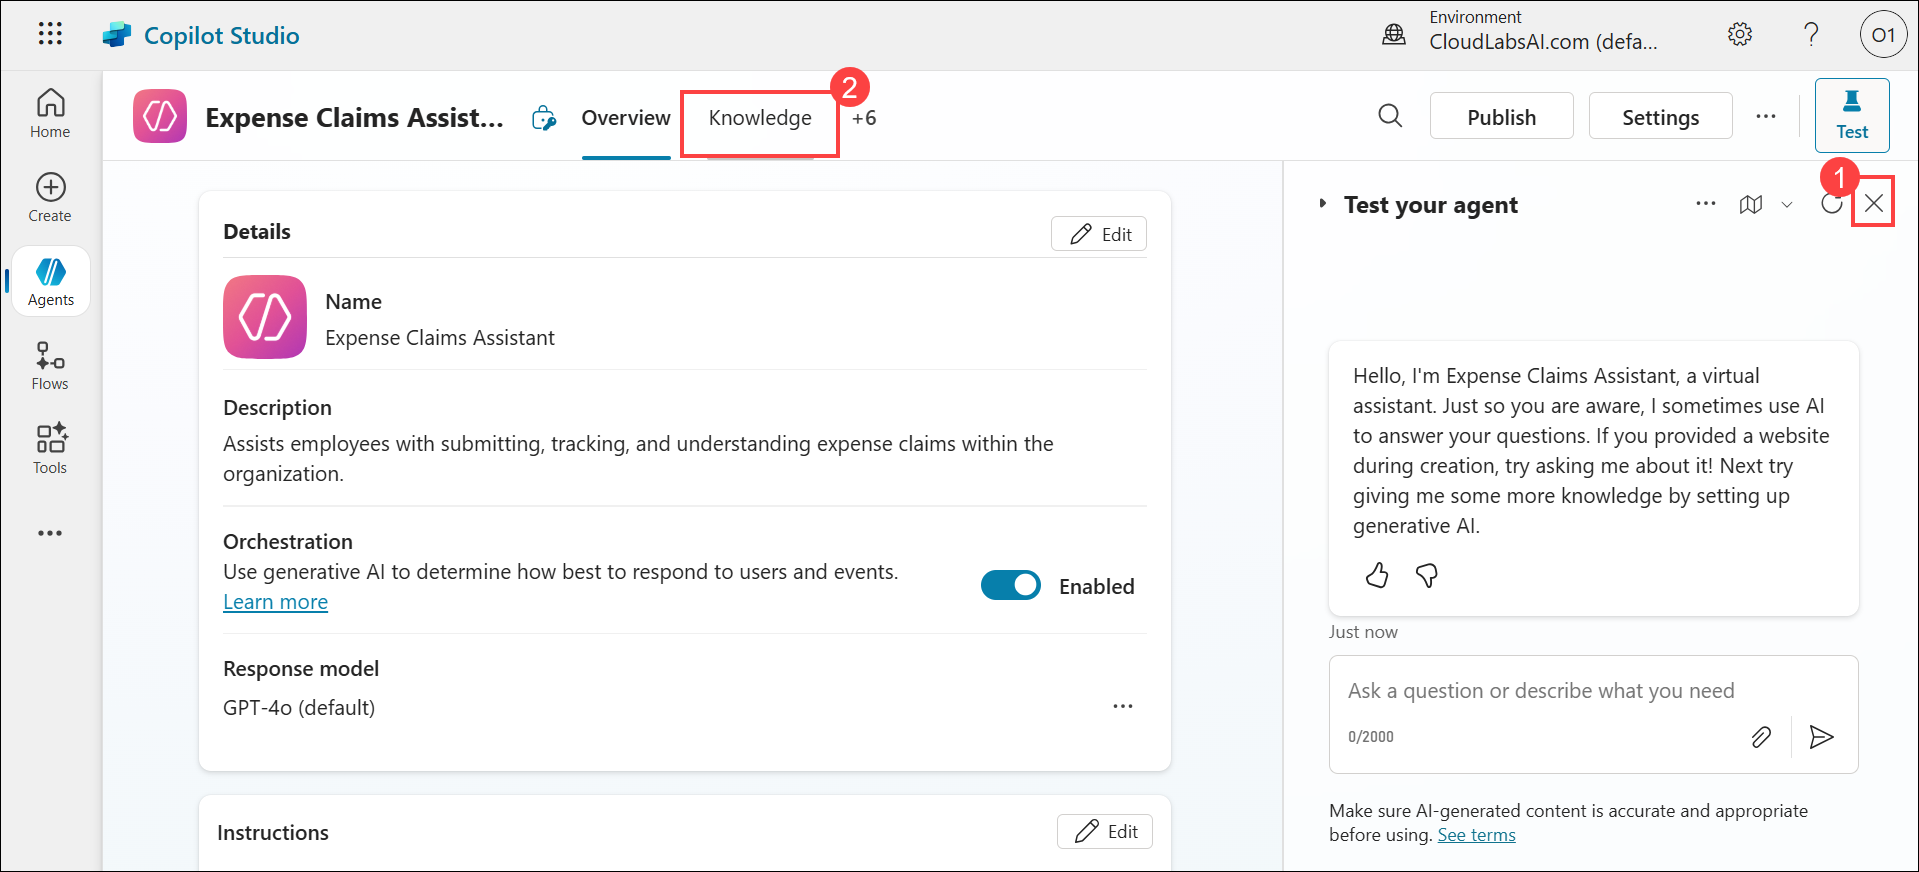 Copilot Studio
Environment
CloudLabsAI.com (defa...
O1
Home
Create
Agents
Flows
Tools
Expense Claims Assist...
Overview
Knowledge
2
+6
Publish
Settings
Test
Details
Edit
Name
Expense Claims Assistant
Description
Assists employees with submitting, tracking, and understanding expense claims within the
organization.
Orchestration
Use generative AI to determine how best to respond to users and events.
Learn more
Enabled
Response model
GPT-4o (default)
Instructions
Edit
1
Test your agent
Hello, I'm Expense Claims Assistant, a virtual
assistant. Just so you are aware, I sometimes use AI
to answer your questions. If you provided a website
during creation, try asking me about it! Next try
giving me some more knowledge by setting up
generative AI.
Just now
Ask a question or describe what you need
0/2000
Make sure AI-generated content is accurate and appropriate
before using. See terms